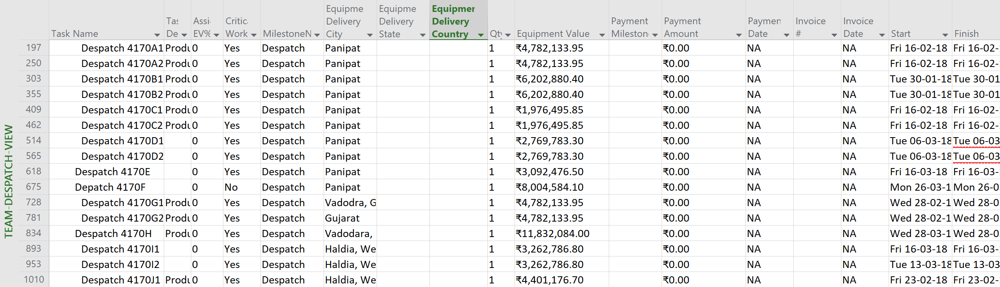 Task Name Tas De Assi EV% Critica Work MilestoneN Equipme Delivery City Equipme Delivery State Equipmer Delivery Country Qty Equipment Value Payment Mileston Payment Amount Paymen Date Invoice # Invoice Date Start Finish
197 Despatch 4170A1 Produ 0 Yes Despatch Panipat 1 ₹4,782,133.95 ₹0.00 NA NA Fri 16-02-18 Fri 16-02-
250 Despatch 4170A2 Produ 0 Yes Despatch Panipat 1 ₹4,782,133.95 ₹0.00 NA NA Fri 16-02-18 Fri 16-02-
303 Despatch 4170B1 Produ 0 Yes Despatch Panipat 1 ₹6,202,880.40 ₹0.00 NA NA Tue 30-01-18 Tue 30-01
355 Despatch 4170B2 Produ 0 Yes Despatch Panipat 1 ₹6,202,880.40 ₹0.00 NA NA Tue 30-01-18 Tue 30-01
409 Despatch 4170C1 Produ 0 Yes Despatch Panipat 1 ₹1,976,495.85 ₹0.00 NA NA Fri 16-02-18 Fri 16-02-
462 Despatch 4170C2 Produ 0 Yes Despatch Panipat 1 ₹1,976,495.85 ₹0.00 NA NA Fri 16-02-18 Fri 16-02-
514 Despatch 4170D1 0 Yes Despatch Panipat 1 ₹2,769,783.30 ₹0.00 NA NA Tue 06-03-18 Tue 06-03
565 Despatch 4170D2 0 Yes Despatch Panipat 1 ₹2,769,783.30 ₹0.00 NA NA Tue 06-03-18 Tue 06-03
618 Despatch 4170E 0 Yes Despatch Panipat 1 ₹3,092,476.50 ₹0.00 NA NA Fri 16-03-18 Fri 16-03-
675 Depatch 4170F 0 No Despatch Panipat 1 ₹8,004,584.10 ₹0.00 NA NA Mon 26-03-1 Mon 26-0
728 Despatch 4170G1 Produ 0 Yes Despatch Vadodra, G 1 ₹4,782,133.95 ₹0.00 NA NA Wed 28-02-1 Wed 28-0
781 Despatch 4170G2 Produ 0 Yes Despatch Gujarat 1 ₹4,782,133.95 ₹0.00 NA NA Wed 28-02-1 Wed 28-0
834 Despatch 4170H Produ 0 Yes Despatch Vadodara, 1 ₹11,832,084.00 ₹0.00 NA NA Wed 28-03-1 Wed 28-0
893 Despatch 4170I1 0 Yes Despatch Haldia, We 1 ₹3,262,786.80 ₹0.00 NA NA Fri 16-03-18 Fri 16-03-
953 Despatch 4170I2 0 Yes Despatch Haldia, We 1 ₹3,262,786.80 ₹0.00 NA NA Tue 13-03-18 Tue 13-03
1010 Despatch 4170J1 Produ 0 Yes Despatch Haldia, We 1 ₹4,401,176.70 ₹0.00 NA NA Fri 23-02-18 Fri 23-02-
TEAM-DESPATCH-VIEW